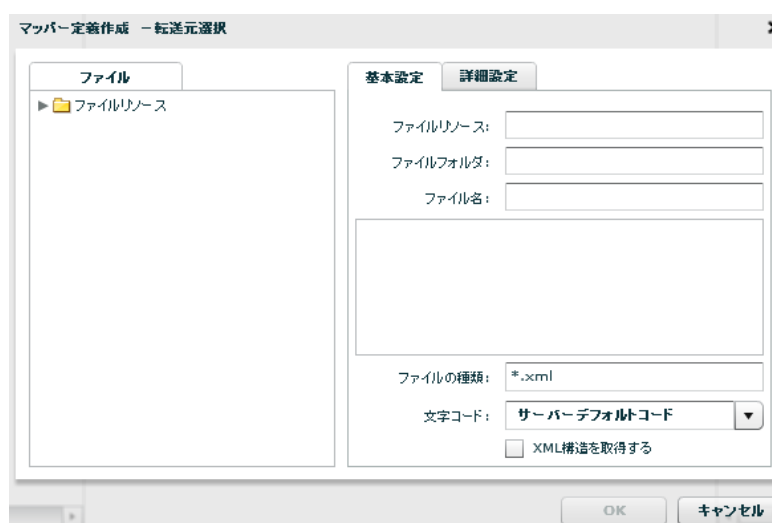 マッパー定義作成 －転送元選択
ファイル
ファイルリソース
基本設定
詳細設定
ファイルリソース:
ファイルフォルダ:
ファイル名:
ファイルの種類: *.xml
文字コード: サーバーデフォルトコード
XML構造を取得する
OK
キャンセル